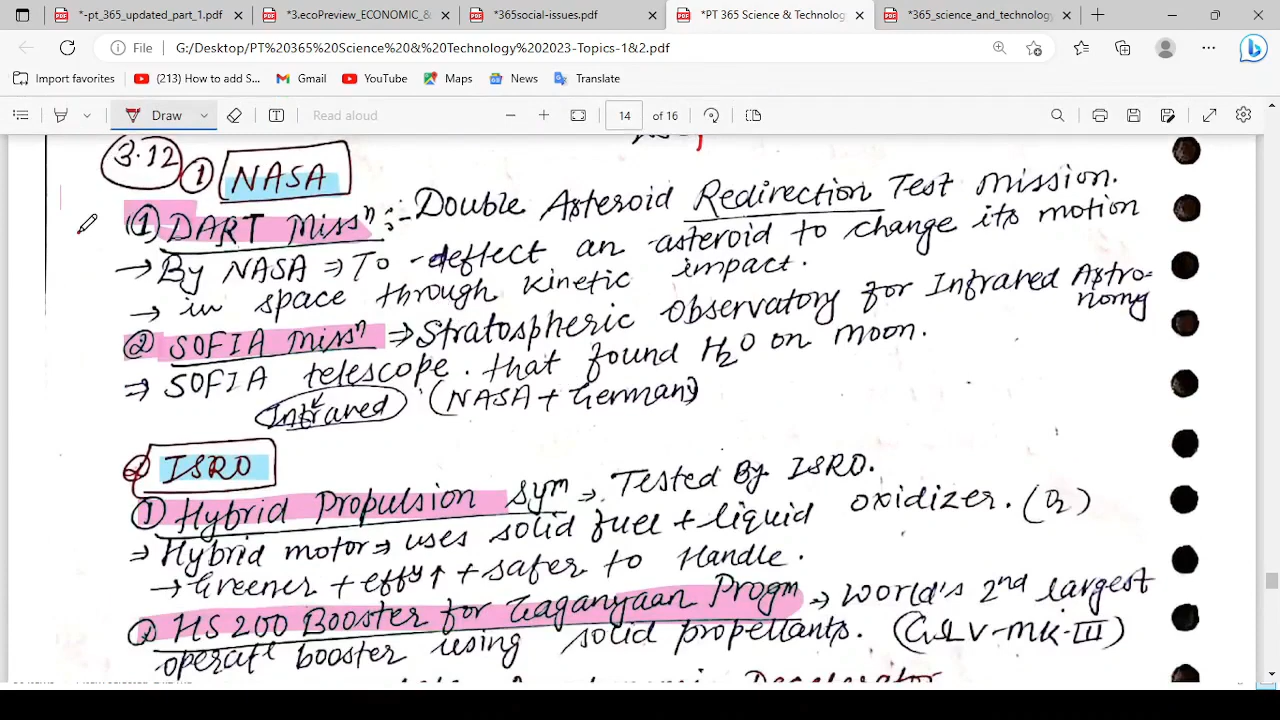 *-pt_365_updated_part_1.pdf
*3.ecoPreview_ECONOMIC_&
*365social-issues.pdf
*PT 365 Science & Technology
*365_science_and_technology
File
G:/Desktop/PT%20365%20Science%20&%20Technology%202023-Topics-1&2.pdf
Import favorites
(213) How to add S...
Gmail
YouTube
Maps
News
Translate
Draw
Read aloud
14 of 16
3.12 ① NASA
① DART Missⁿ :- Double Asteroid Redirection Test Mission.
→ By NASA ⇒ To deflect an asteroid to change its motion
→ in space through kinetic impact.
② SOFIA Missⁿ ⇒ Stratospheric Observatory for Infrared Astro-
nomy
⇒ SOFIA telescope. that found H₂O on Moon.
Infrared (NASA + German)
ISRO
① Hybrid Propulsion sym → Tested By ISRO.
⇒ Hybrid motor ⇒ uses solid fuel + liquid oxidizer. (O₂)
→ Greener + effy ↑ + safer to Handle.
② HS 200 Booster for Gaganyaan Progm → World's 2nd largest
operatᵉ booster using solid propellants. (GSLV-MK-III)
Decelerator